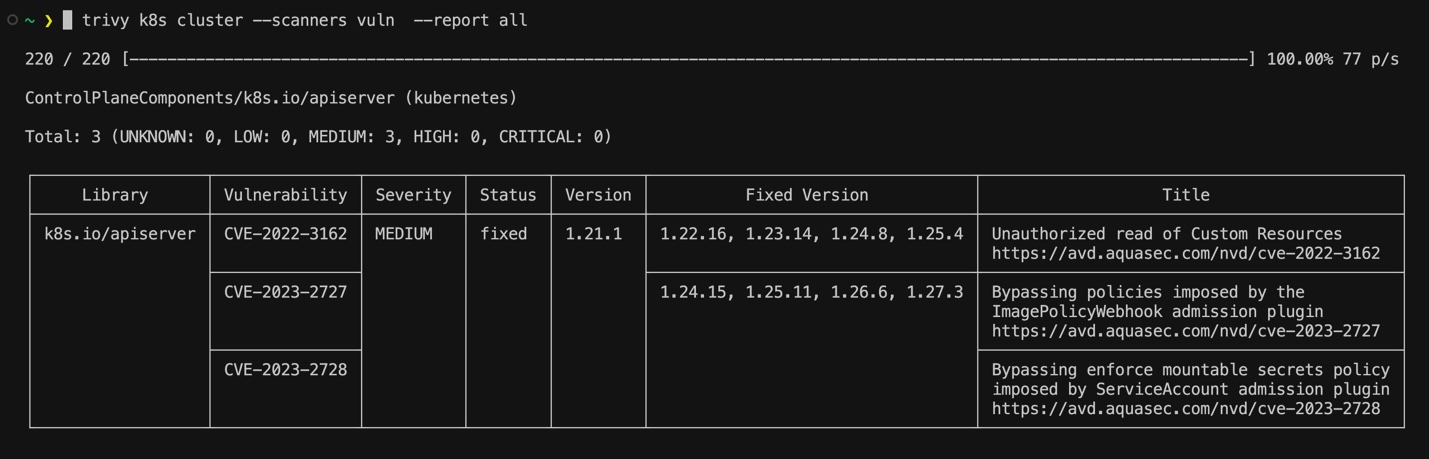 ~ ❯ trivy k8s cluster --scanners vuln  --report all
220 / 220 [------------------------------------------------------------------------------------------------------------------------] 100.00% 77 p/s
ControlPlaneComponents/k8s.io/apiserver (kubernetes)
Total: 3 (UNKNOWN: 0, LOW: 0, MEDIUM: 3, HIGH: 0, CRITICAL: 0)
Library Vulnerability Severity Status Version Fixed Version Title
k8s.io/apiserver CVE-2022-3162 MEDIUM fixed 1.21.1 1.22.16, 1.23.14, 1.24.8, 1.25.4 Unauthorized read of Custom Resources
https://avd.aquasec.com/nvd/cve-2022-3162
CVE-2023-2727 1.24.15, 1.25.11, 1.26.6, 1.27.3 Bypassing policies imposed by the
ImagePolicyWebhook admission plugin
https://avd.aquasec.com/nvd/cve-2023-2727
CVE-2023-2728 Bypassing enforce mountable secrets policy
imposed by ServiceAccount admission plugin
https://avd.aquasec.com/nvd/cve-2023-2728